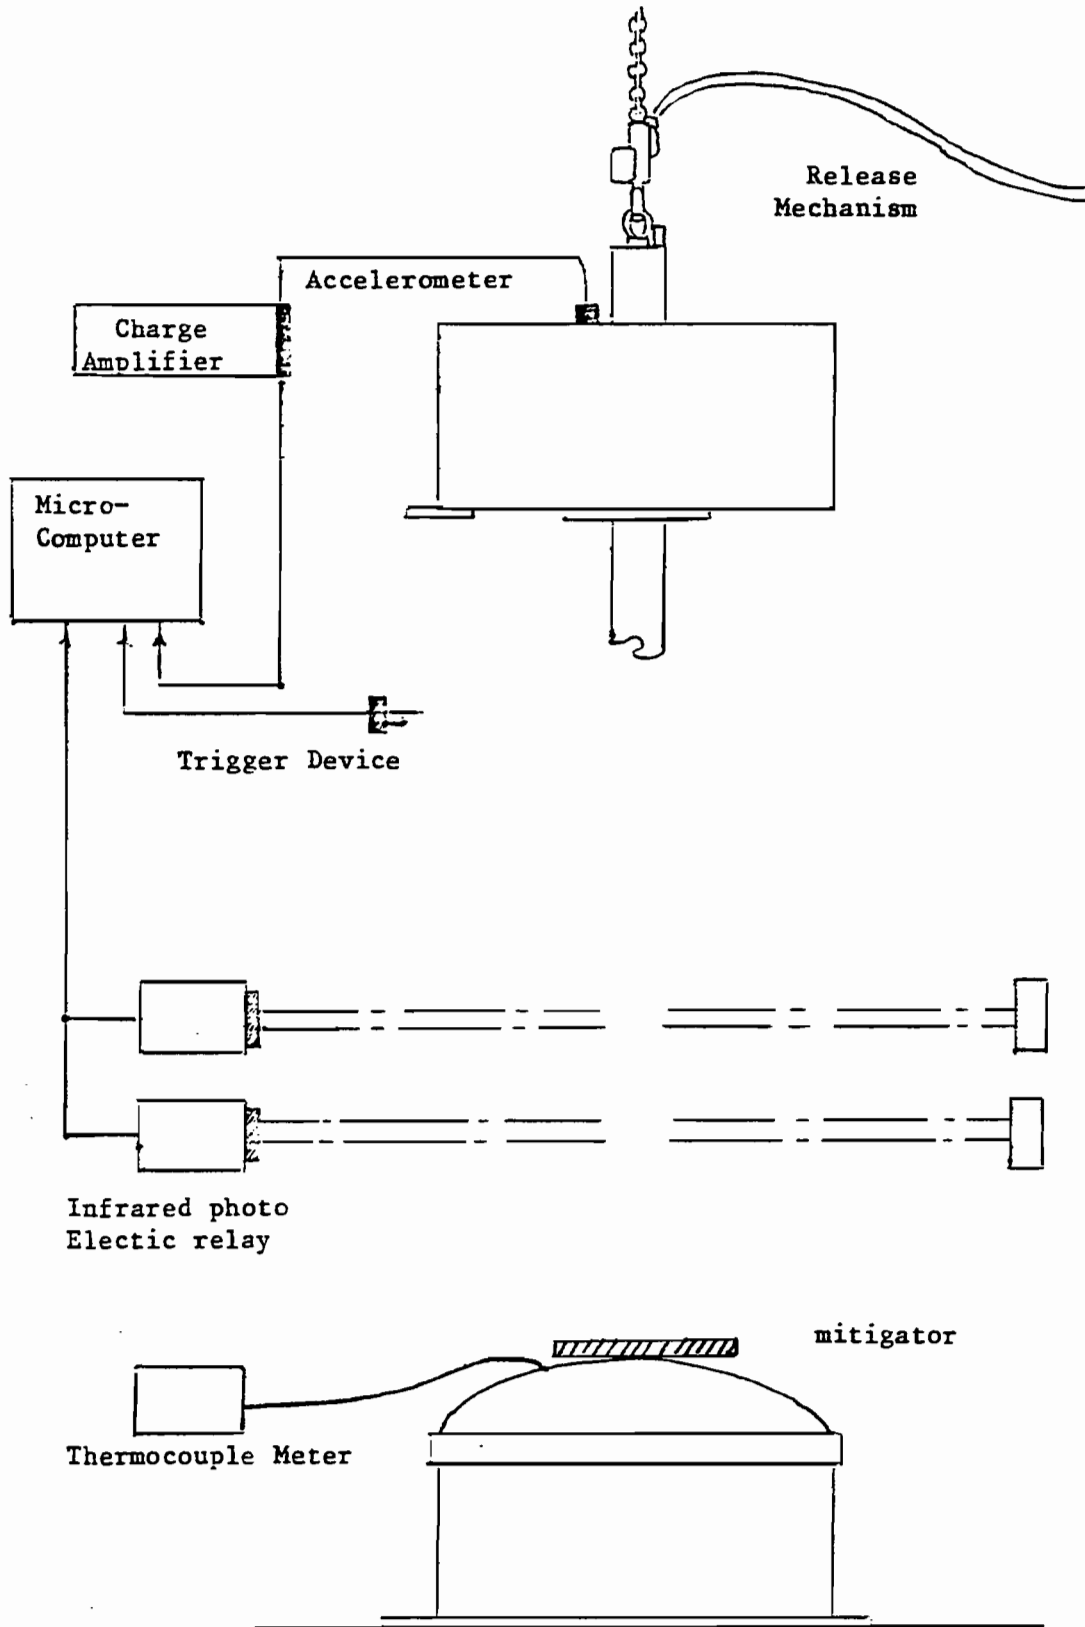 Release
Mechanism
Accelerometer
Charge
Amplifier
Micro-
Computer
Trigger Device
Infrared photo
Electic relay
mitigator
Thermocouple Meter